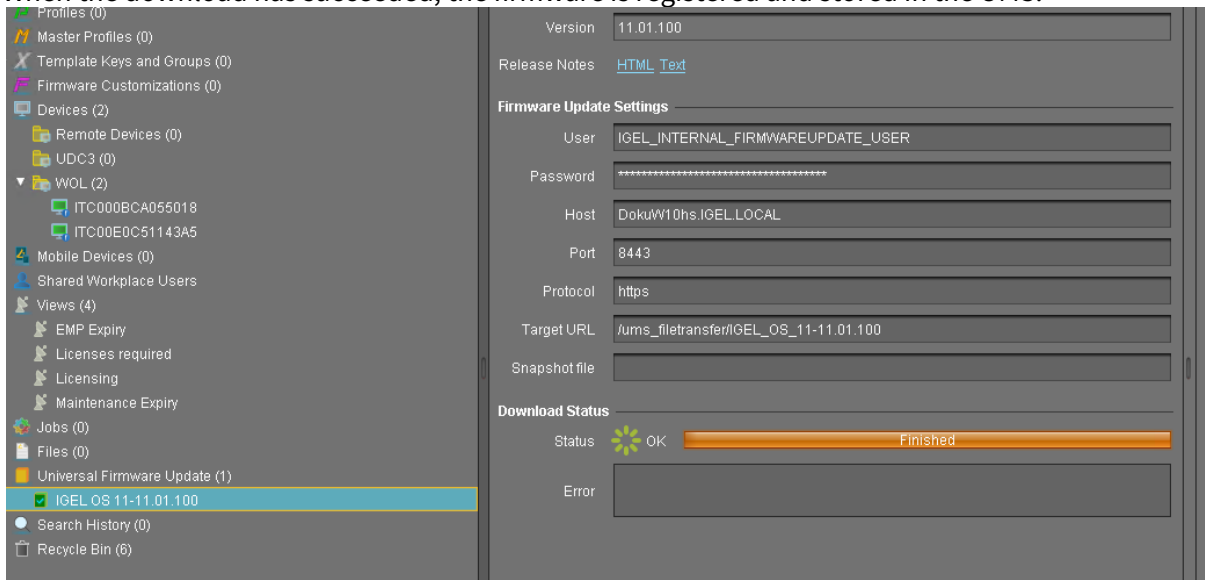 When the download has succeeded, the firmware is registered and stored in the UMS.
Profiles (0)
Master Profiles (0)
Template Keys and Groups (0)
Firmware Customizations (0)
Devices (2)
Remote Devices (0)
UDC3 (0)
WOL (2)
ITC000BCA055018
ITC00E0C51143A5
Mobile Devices (0)
Shared Workplace Users
Views (4)
EMP Expiry
Licenses required
Licensing
Maintenance Expiry
Jobs (0)
Files (0)
Universal Firmware Update (1)
IGEL OS 11-11.01.100
Search History (0)
Recycle Bin (6)
Version 11.01.100
Release Notes HTML Text
Firmware Update Settings
User IGEL_INTERNAL_FIRMWAREUPDATE_USER
Password ************************************
Host DokuW10hs.IGEL.LOCAL
Port 8443
Protocol https
Target URL /ums_filetransfer/IGEL_OS_11-11.01.100
Snapshot file
Download Status
Status OK Finished
Error